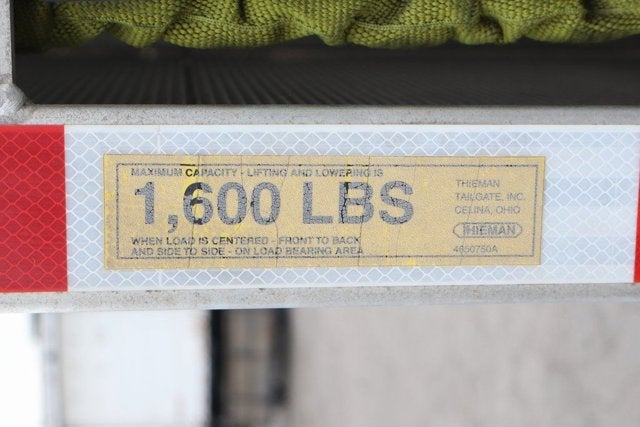 MAXIMUM CAPACITY - LIFTING AND LOWERING IS
1,600 LBS
WHEN LOAD IS CENTERED - FRONT TO BACK
AND SIDE TO SIDE - ON LOAD BEARING AREA
THIEMAN
TAILGATE, INC.
CELINA, OHIO
THIEMAN
4650750A